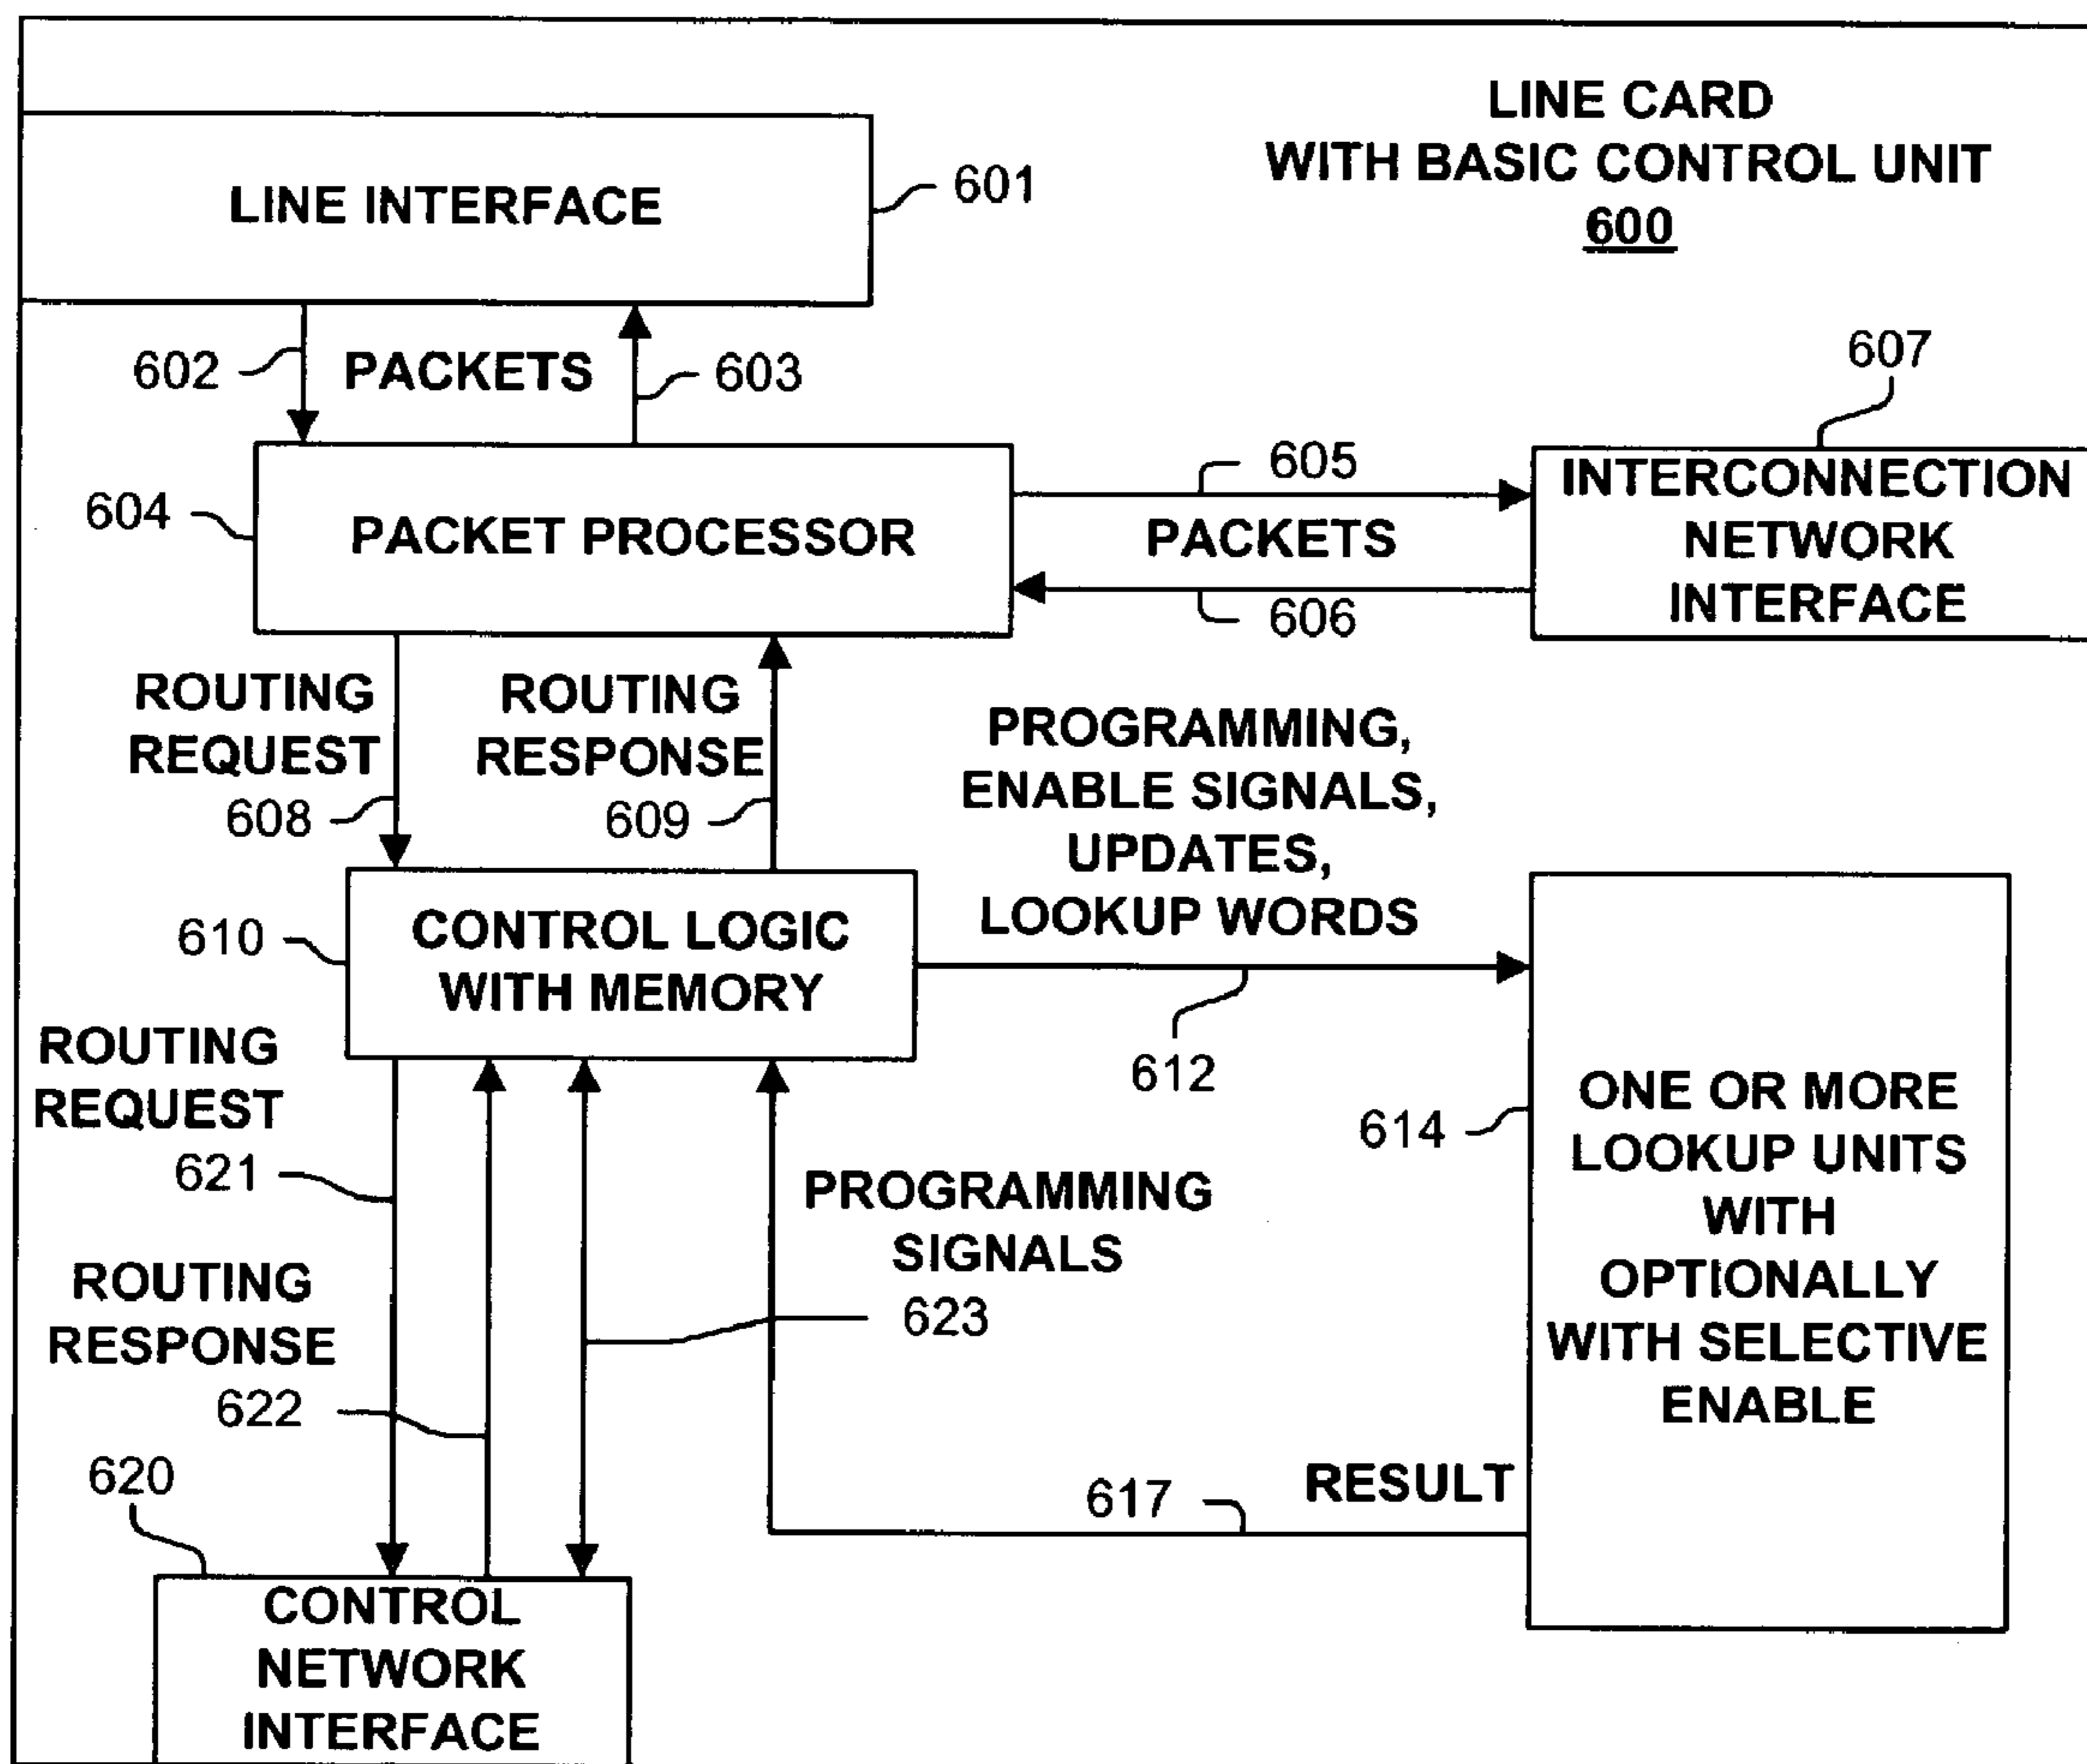 LINE CARD
WITH BASIC CONTROL UNIT
600
LINE INTERFACE
601
602
PACKETS
603
607
604
PACKET PROCESSOR
605
PACKETS
606
INTERCONNECTION
NETWORK
INTERFACE
ROUTING
REQUEST
608
ROUTING
RESPONSE
609
PROGRAMMING,
ENABLE SIGNALS,
UPDATES,
LOOKUP WORDS
610
CONTROL LOGIC
WITH MEMORY
612
614
ONE OR MORE
LOOKUP UNITS
WITH
OPTIONALLY
WITH SELECTIVE
ENABLE
ROUTING
REQUEST
621
PROGRAMMING
SIGNALS
623
ROUTING
RESPONSE
622
617
RESULT
620
CONTROL
NETWORK
INTERFACE